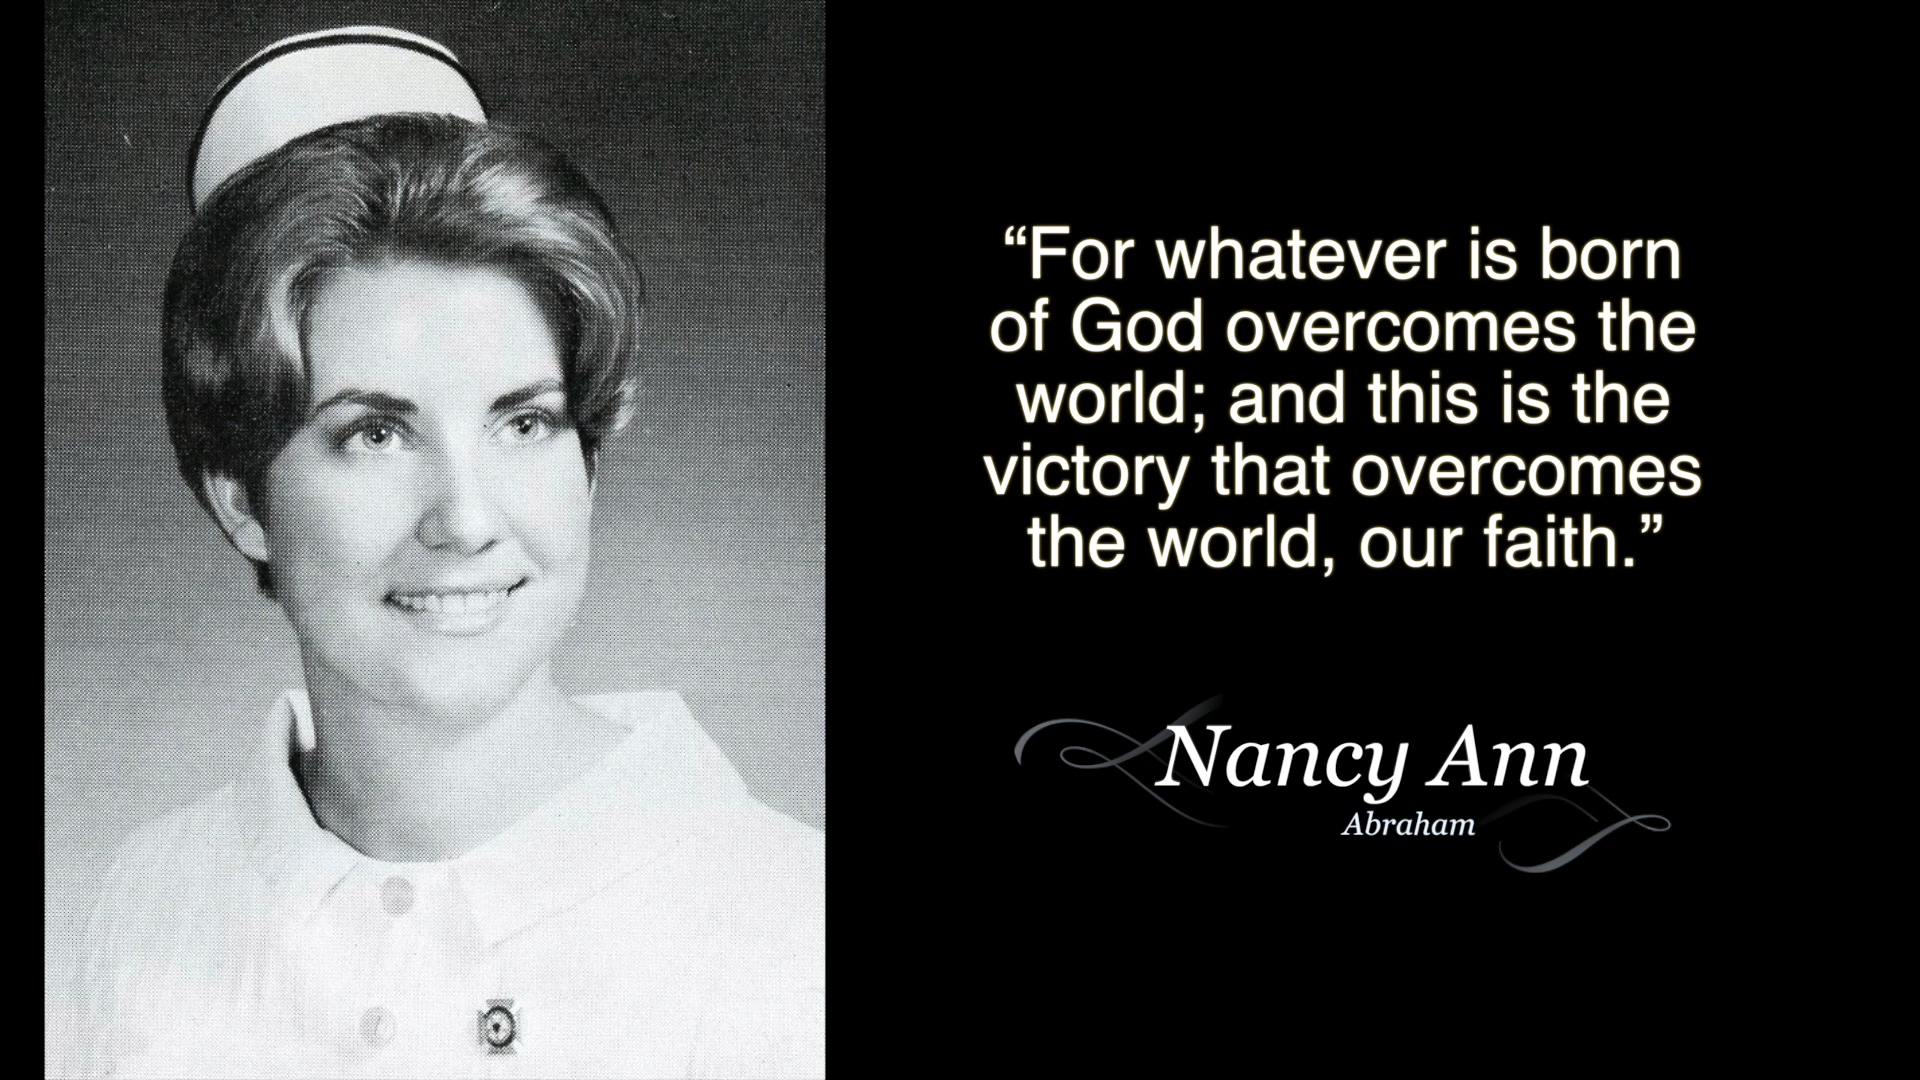 “For whatever is born
of God overcomes the
world; and this is the
victory that overcomes
the world, our faith.”
Nancy Ann
Abraham